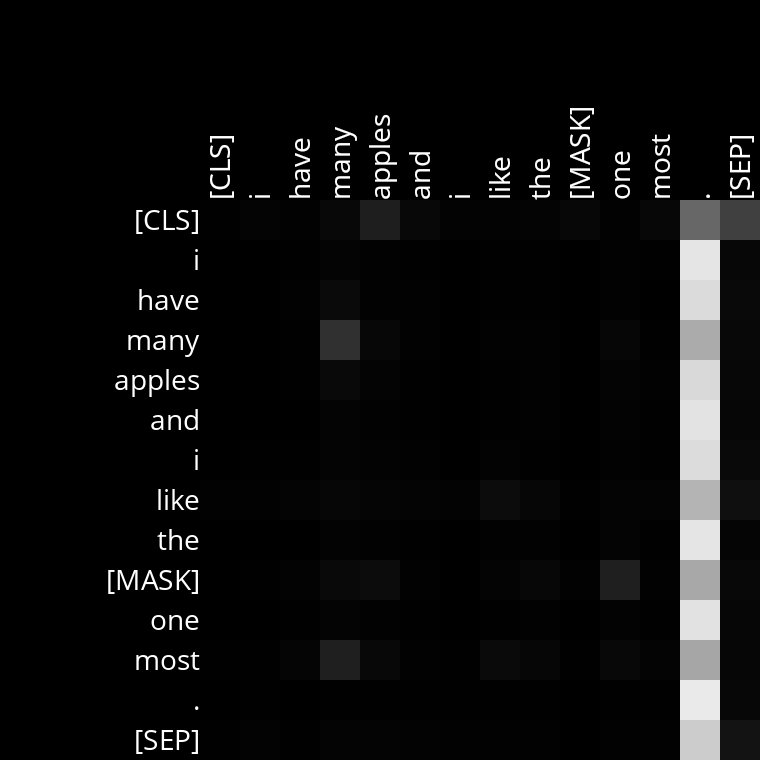 [CLS] i have many apples and i like the [MASK] one most . [SEP]
[CLS]
i
have
many
apples
and
i
like
the
[MASK]
one
most
.
[SEP]